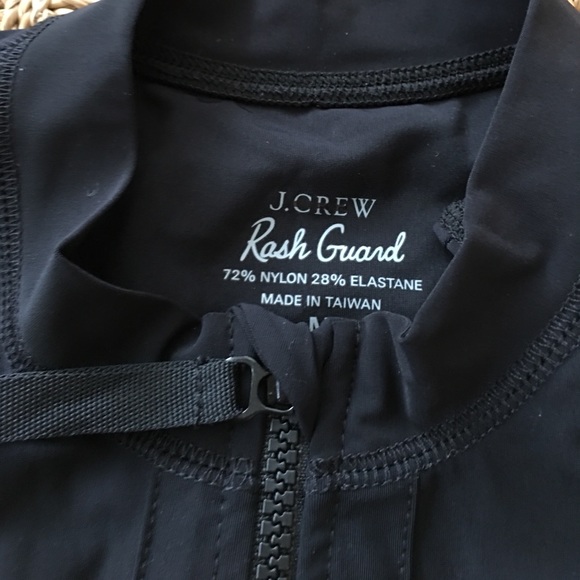 J.CREW
Rash Guard
72% NYLON 28% ELASTANE
MADE IN TAIWAN
M